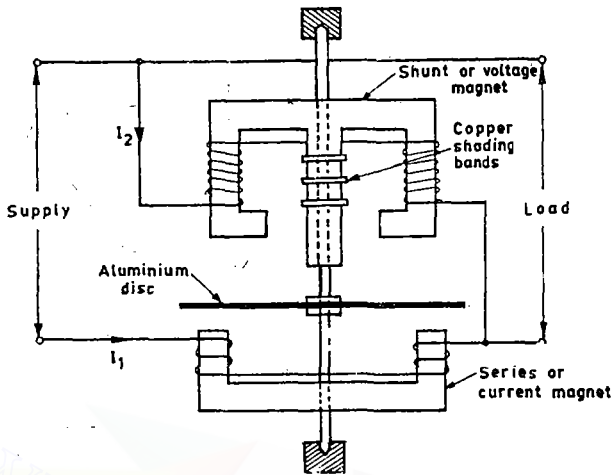 Shunt or voltage
magnet
I2
Copper
shading
bands
Supply
Load
Aluminium
disc
I1
Series or
current magnet